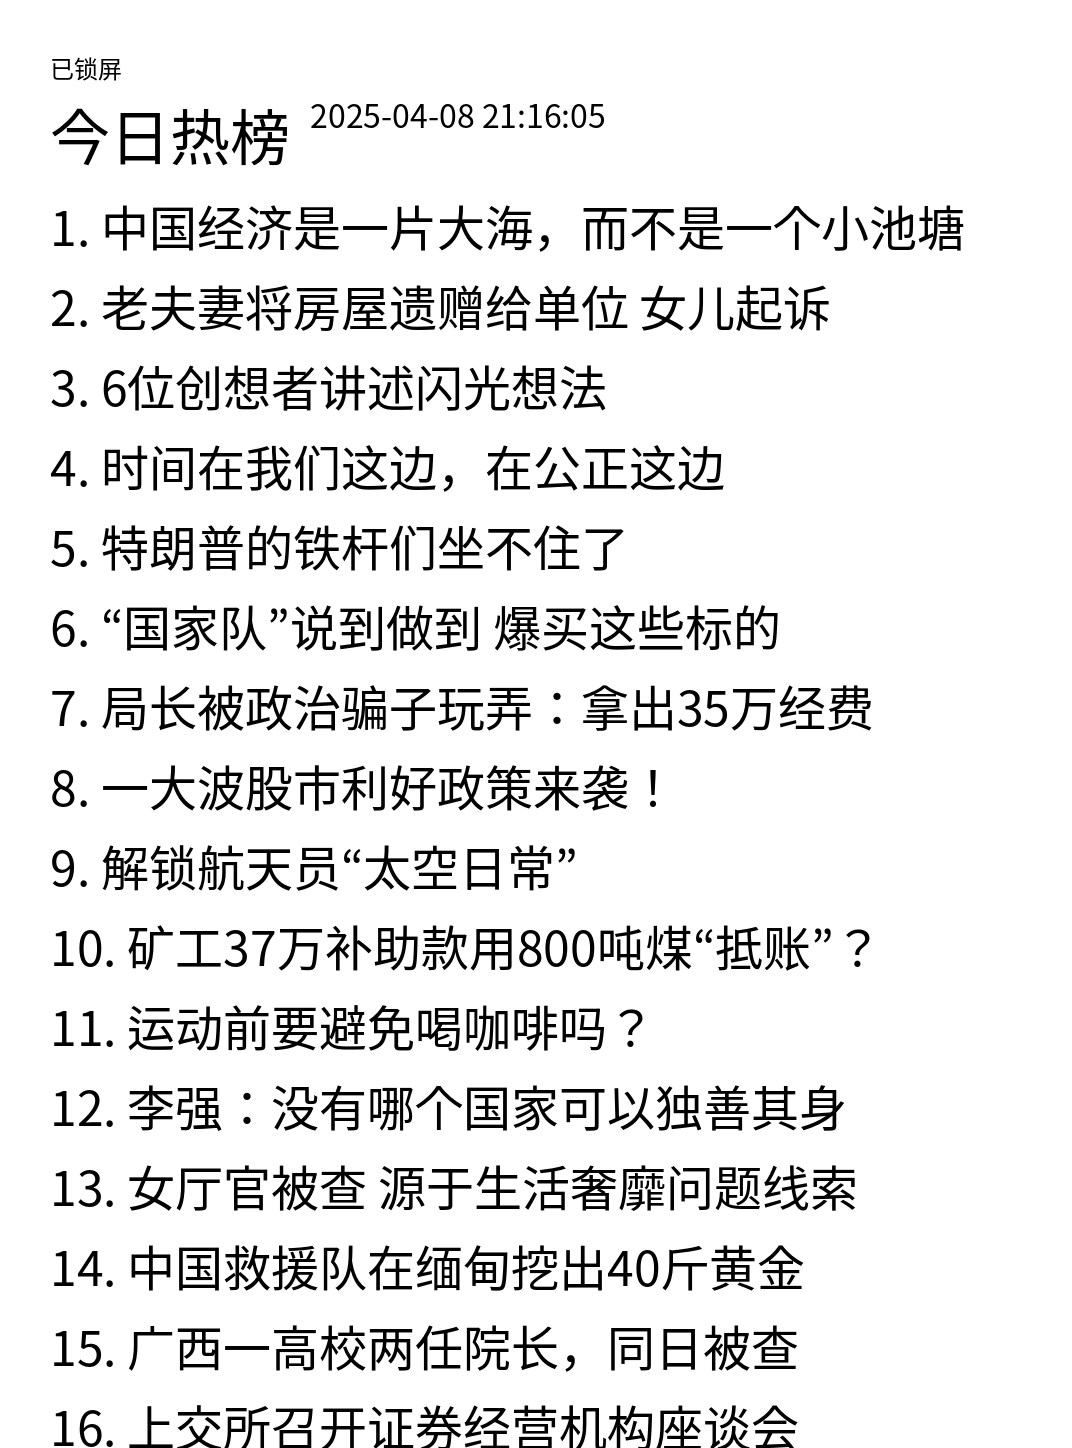 已锁屏
今日热榜 2025-04-08 21:16:05
1. 中国经济是一片大海，而不是一个小池塘
2. 老夫妻将房屋遗赠给单位 女儿起诉
3. 6位创想者讲述闪光想法
4. 时间在我们这边，在公正这边
5. 特朗普的铁杆们坐不住了
6. “国家队”说到做到 爆买这些标的
7. 局长被政治骗子玩弄：拿出35万经费
8. 一大波股市利好政策来袭！
9. 解锁航天员“太空日常”
10. 矿工37万补助款用800吨煤“抵账”？
11. 运动前要避免喝咖啡吗？
12. 李强：没有哪个国家可以独善其身
13. 女厅官被查 源于生活奢靡问题线索
14. 中国救援队在缅甸挖出40斤黄金
15. 广西一高校两任院长，同日被查
16. 上交所召开证券经营机构座谈会